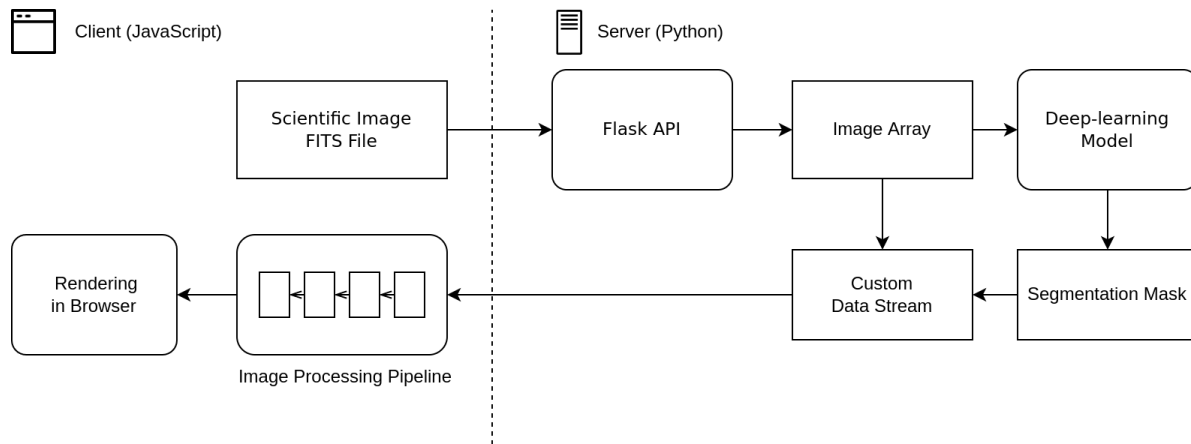 Client (JavaScript)
Server (Python)
Scientific Image
FITS File
Flask API
Image Array
Deep-learning
Model
Rendering
in Browser
Custom
Data Stream
Segmentation Mask
Image Processing Pipeline